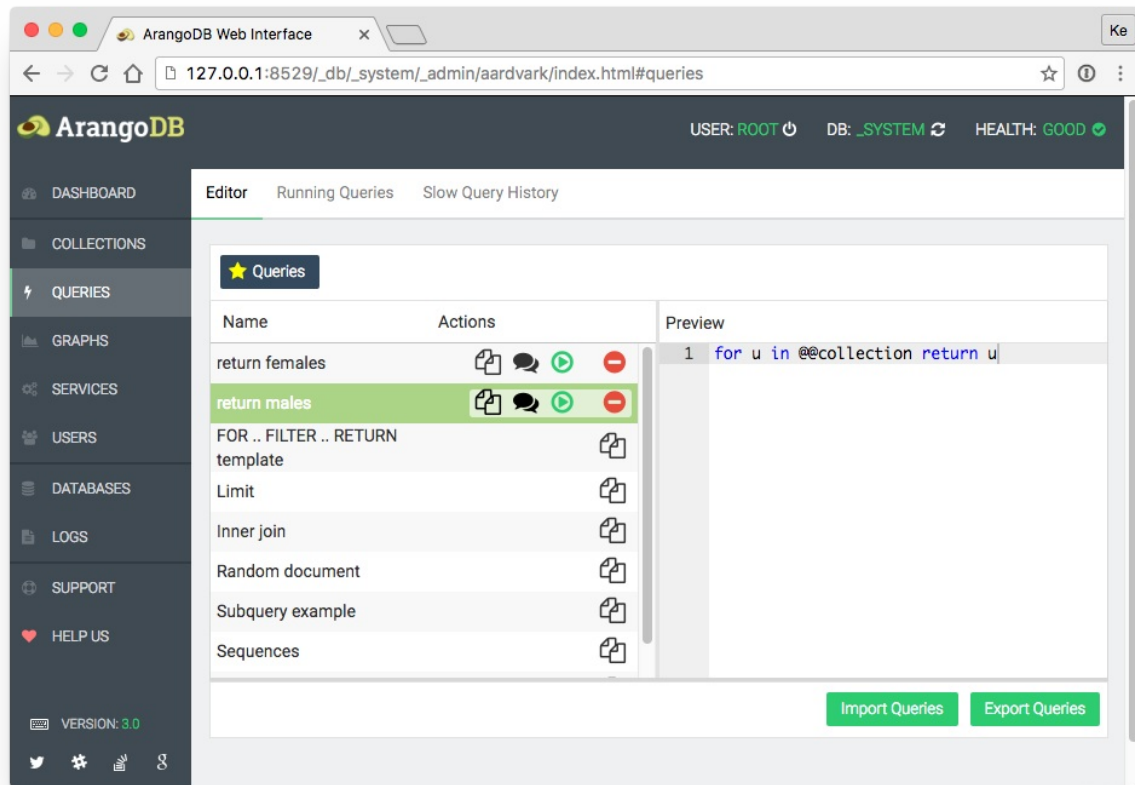 ArangoDB Web Interface
Ke
127.0.0.1:8529/_db/_system/_admin/aardvark/index.html#queries
ArangoDB
USER: ROOT
DB: _SYSTEM
HEALTH: GOOD
DASHBOARD
COLLECTIONS
QUERIES
GRAPHS
SERVICES
USERS
DATABASES
LOGS
SUPPORT
HELP US
VERSION: 3.0
Editor
Running Queries
Slow Query History
Queries
Name
Actions
Preview
return females
return males
FOR .. FILTER .. RETURN
template
Limit
Inner join
Random document
Subquery example
Sequences
1 for u in @@collection return u
Import Queries
Export Queries